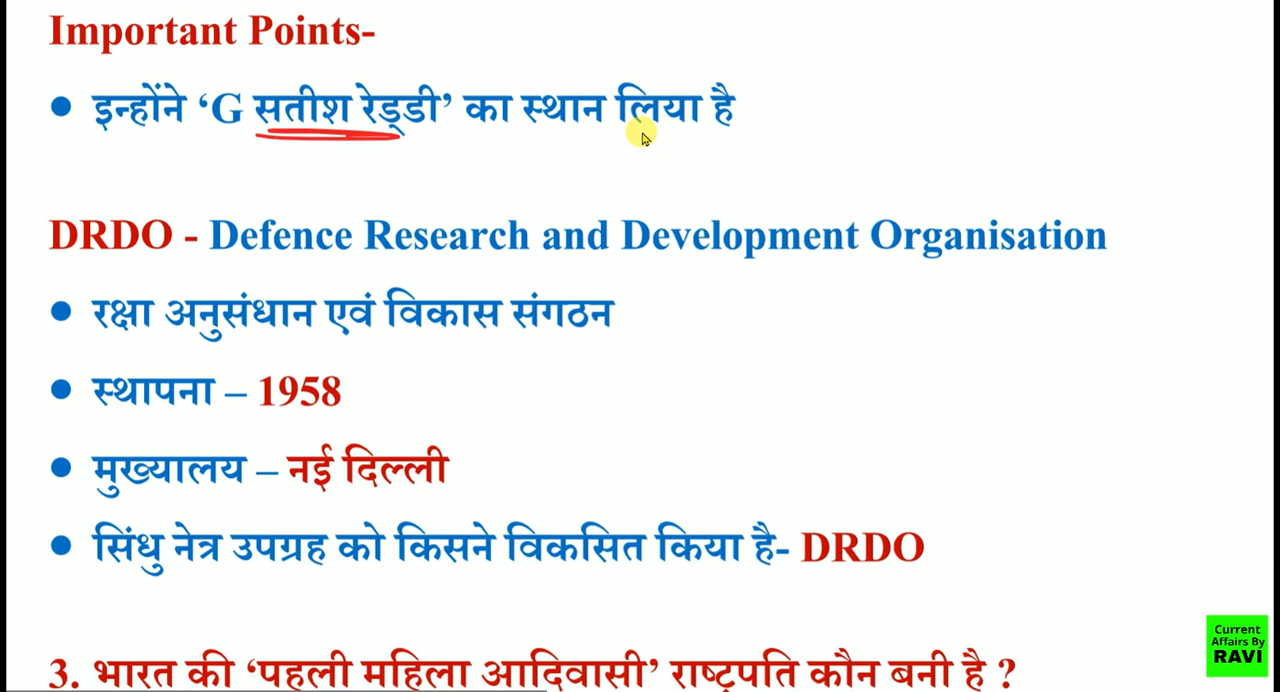 Important Points-
● इन्होंने ‘G सतीश रेड्डी’ का स्थान लिया है
DRDO - Defence Research and Development Organisation
● रक्षा अनुसंधान एवं विकास संगठन
● स्थापना – 1958
● मुख्यालय – नई दिल्ली
● सिंधु नेत्र उपग्रह को किसने विकसित किया है- DRDO
3. भारत की ‘पहली महिला आदिवासी’ राष्ट्रपति कौन बनी है ?
Current
Affairs By
RAVI